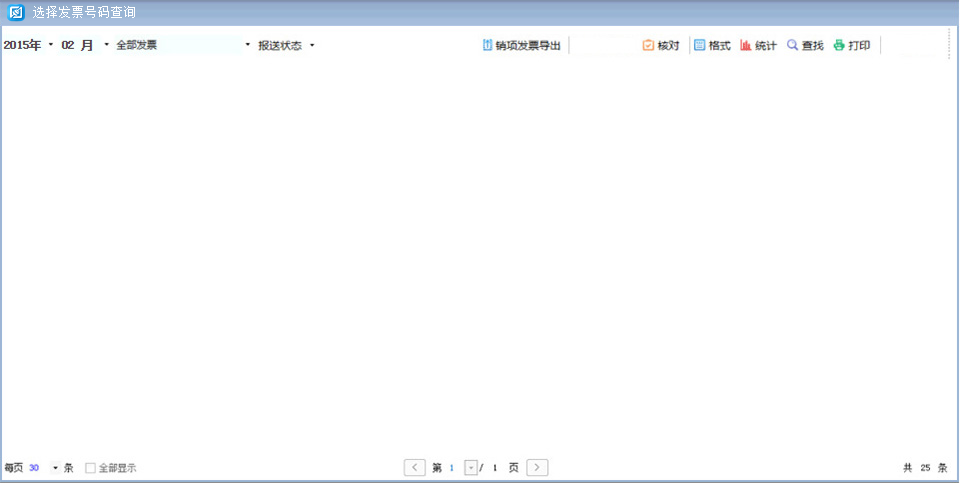 选择发票号码查询
2015年 02 月 全部发票 报送状态 销项发票导出 核对 格式 统计 查找 打印
每页 30 条 全部显示 第 1 / 1 页 共 25 条